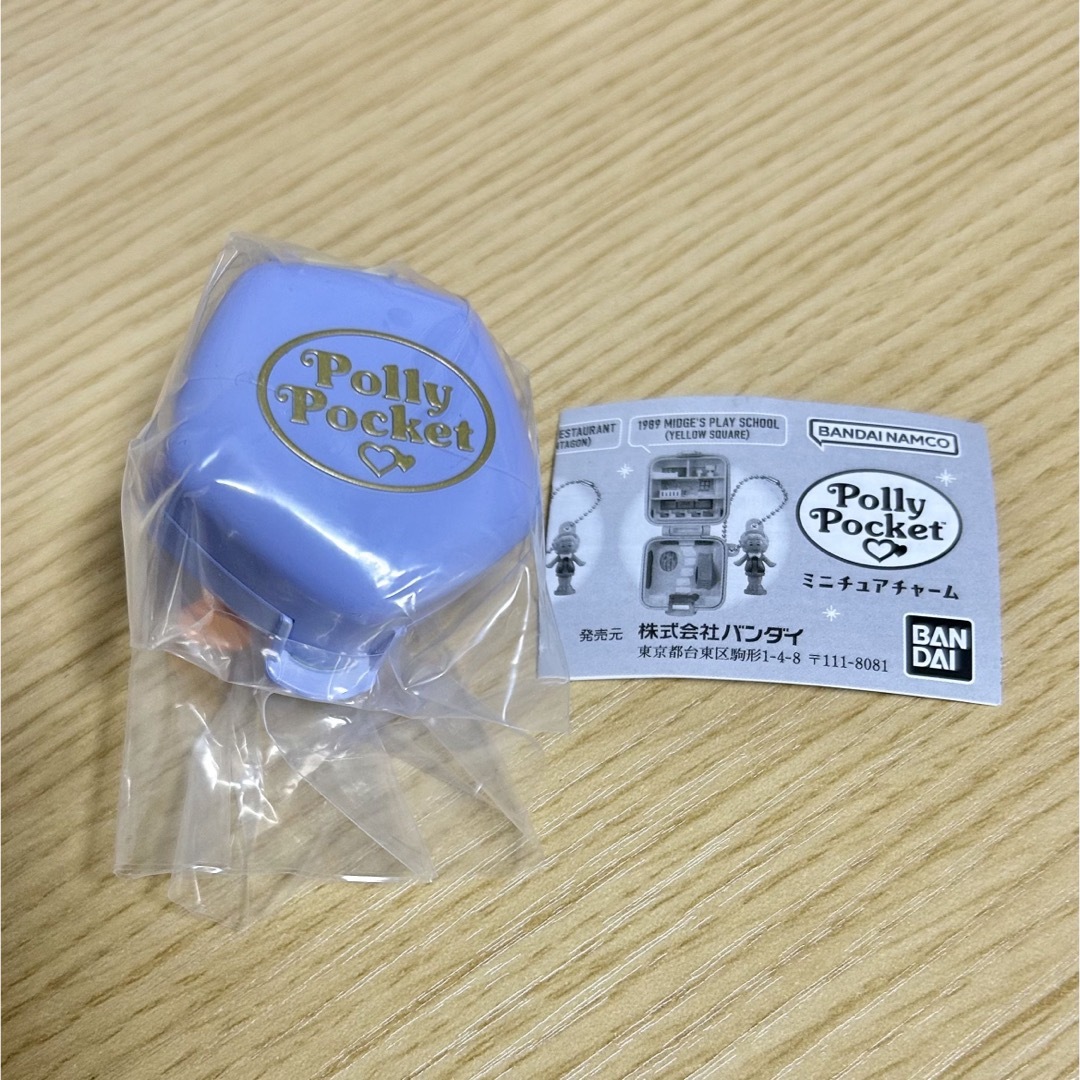 Polly
Pocket
ESTAURANT
TAGON)
1989 MIDGE'S PLAY SCHOOL
(YELLOW SQUARE)
BANDAI NAMCO
Polly
Pocket
ミニチュアチャーム
発売元 株式会社バンダイ
東京都台東区駒形1-4-8 〒111-8081
BAN
DAI